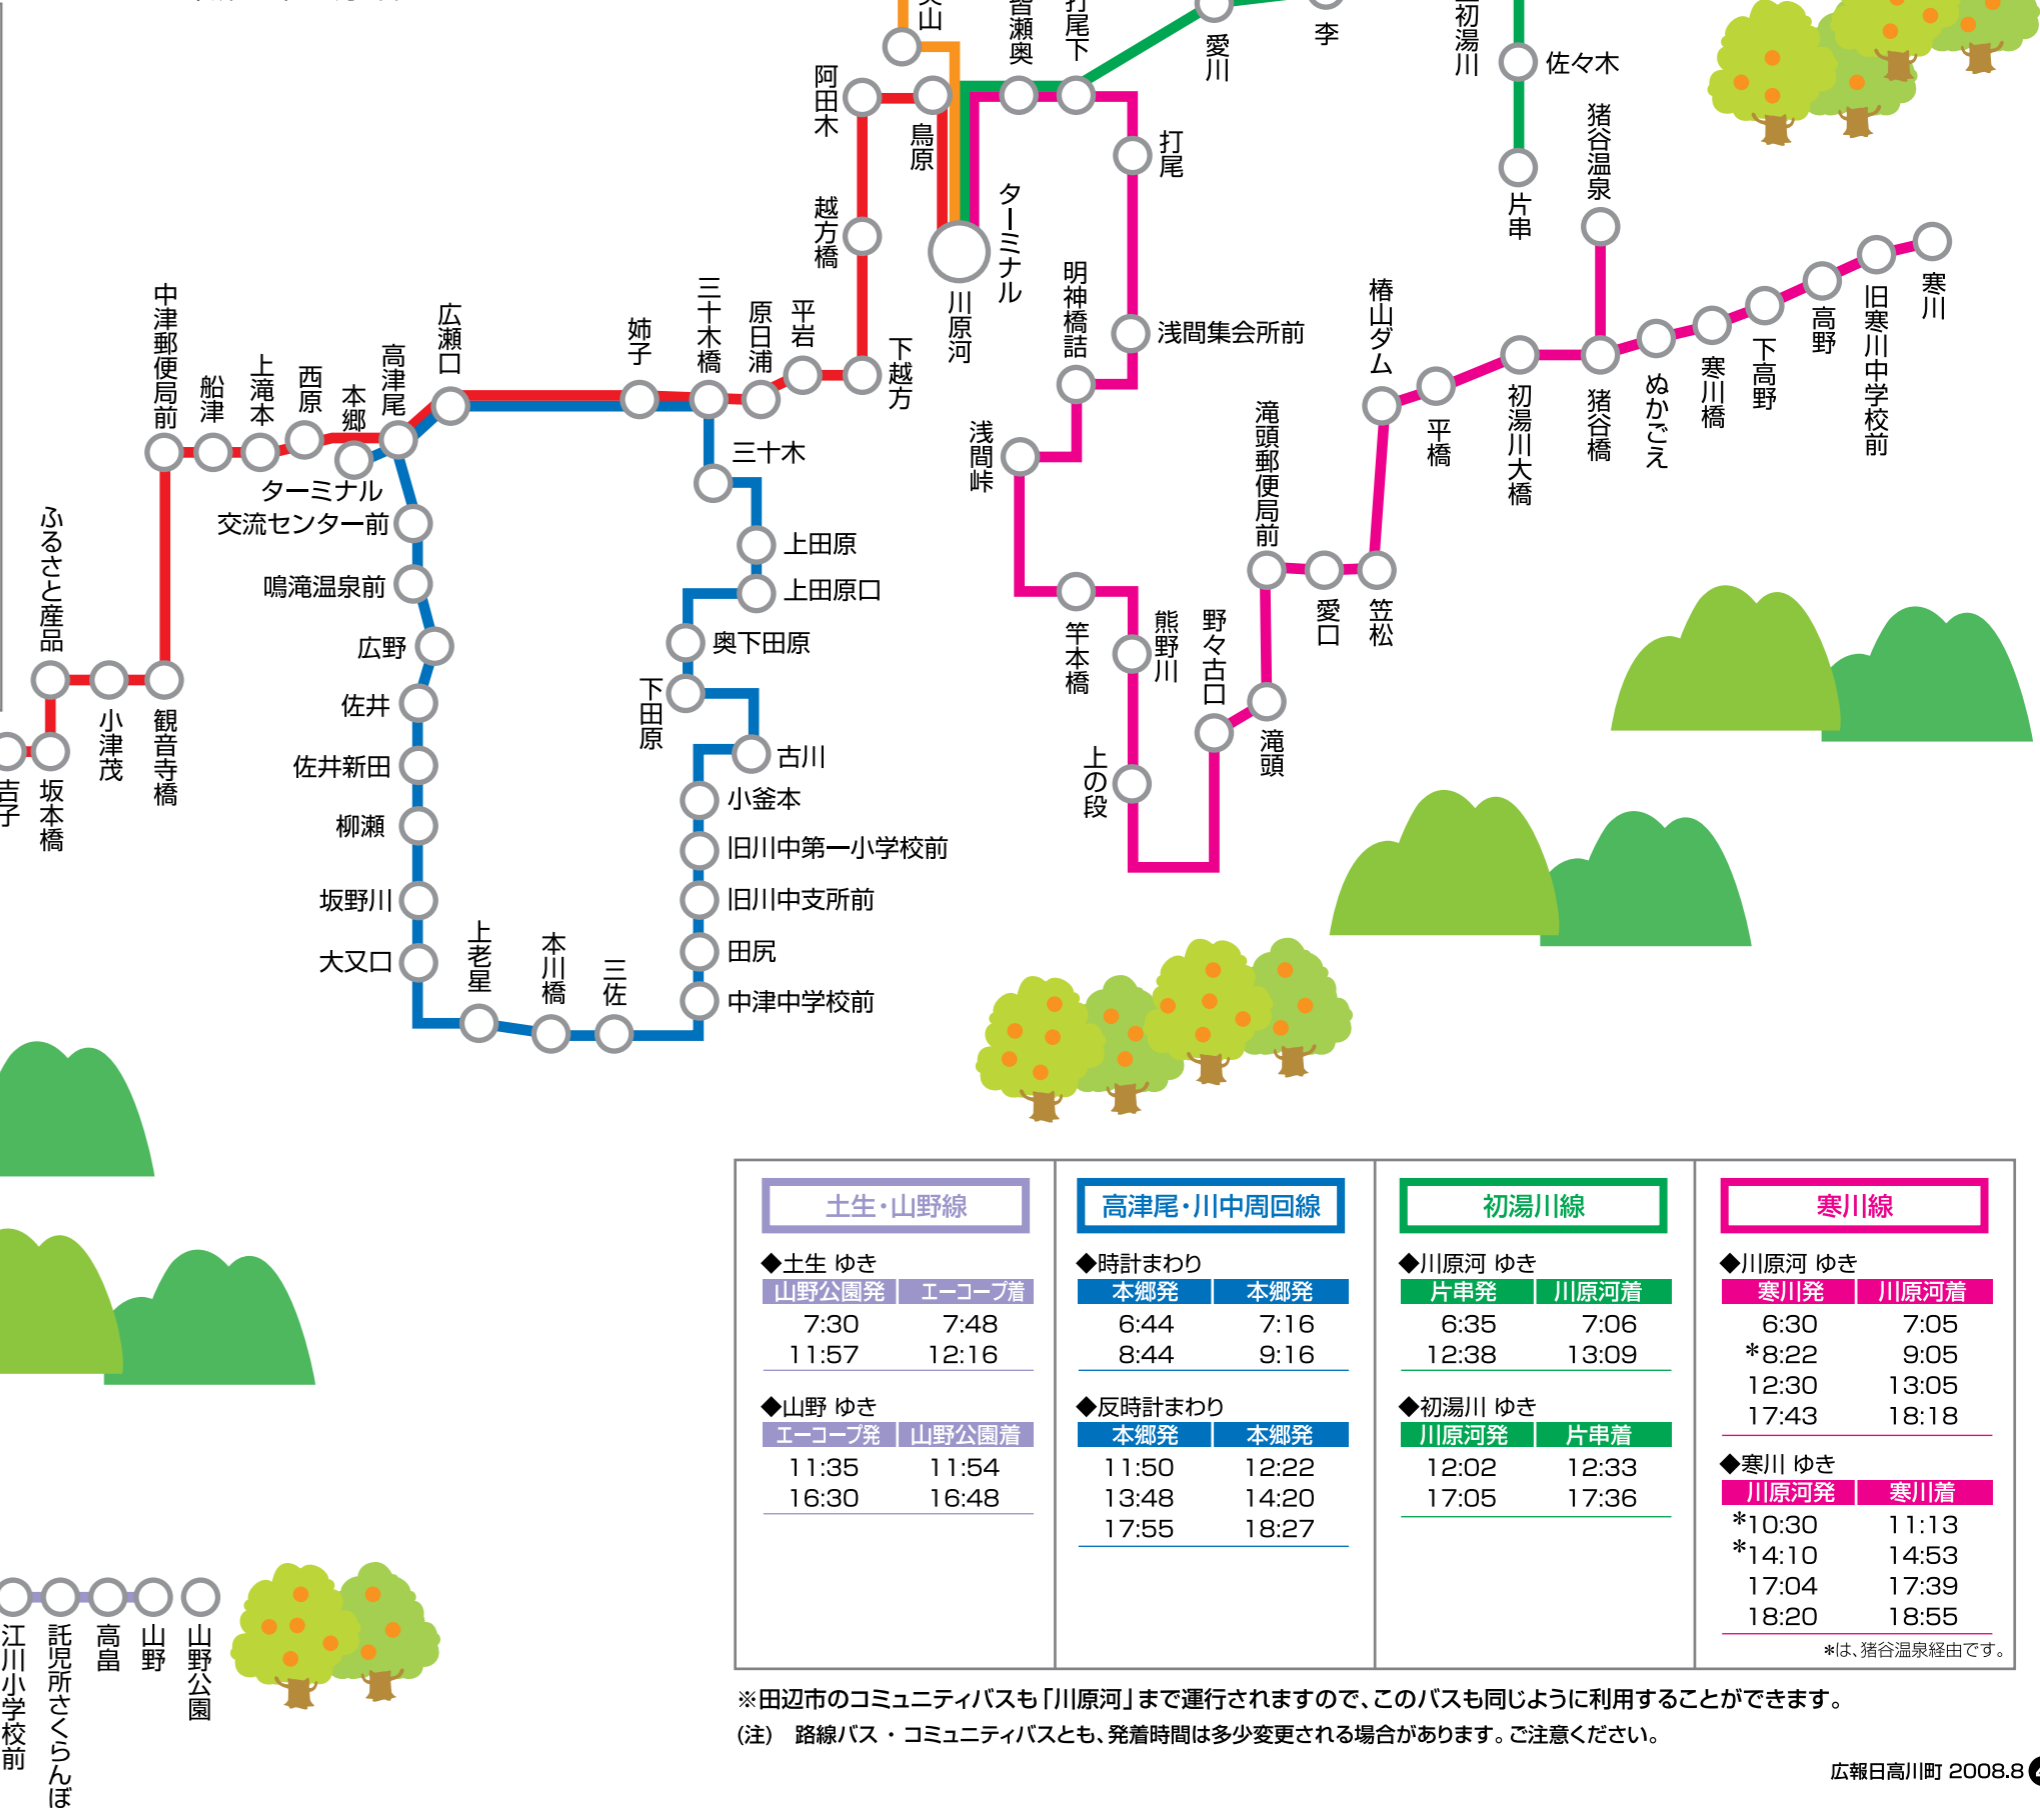 阿田木
鳥原
越方橋
ターミナル
川原河
打尾下
愛川
李
初湯川
佐々木
片串
打尾
浅間集会所前
明神橋詰
浅間峠
竿本橋
熊野川
上の段
野々古口
滝頭
滝頭郵便局前
愛口
笠松
椿山ダム
平橋
初湯川大橋
猪谷橋
猪谷温泉
ぬかごえ
寒川橋
下高野
高野
旧寒川中学校前
寒川
下越方
平岩
原日浦
三十木橋
姉子
広瀬口
高津尾
本郷
ターミナル
西原
上滝本
船津
中津郵便局前
観音寺橋
小津茂
ふるさと産品
坂本橋
交流センター前
鳴滝温泉前
広野
佐井
佐井新田
柳瀬
坂野川
大又口
上老星
本川橋
三佐
三十木
上田原
上田原口
奥下田原
下田原
古川
小釜本
旧川中第一小学校前
旧川中支所前
田尻
中津中学校前
江川小学校前
託児所さくらんぼ
高畠
山野
山野公園
土生・山野線
◆土生 ゆき
山野公園発 エーコープ着
7:30 7:48
11:57 12:16
◆山野 ゆき
エーコープ発 山野公園着
11:35 11:54
16:30 16:48
高津尾・川中周回線
◆時計まわり
本郷発 本郷発
6:44 7:16
8:44 9:16
◆反時計まわり
本郷発 本郷発
11:50 12:22
13:48 14:20
17:55 18:27
初湯川線
◆川原河 ゆき
片串発 川原河着
6:35 7:06
12:38 13:09
◆初湯川 ゆき
川原河発 片串着
12:02 12:33
17:05 17:36
寒川線
◆川原河 ゆき
寒川発 川原河着
6:30 7:05
*8:22 9:05
12:30 13:05
17:43 18:18
◆寒川 ゆき
川原河発 寒川着
*10:30 11:13
*14:10 14:53
17:04 17:39
18:20 18:55
*は、猪谷温泉経由です。
※田辺市のコミュニティバスも「川原河」まで運行されますので、このバスも同じように利用することができます。
(注) 路線バス・コミュニティバスとも、発着時間は多少変更される場合があります。ご注意ください。
広報日高川町 2008.8